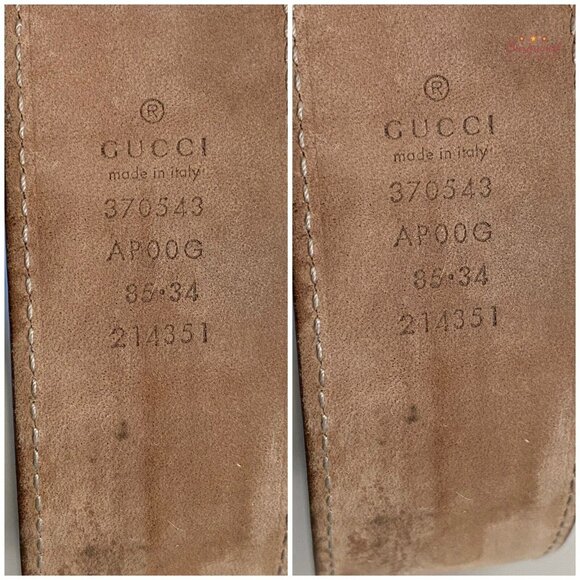 ®
GUCCI
made in italy
370543
AP00G
85•34
214351
®
GUCCI
made in italy
370543
AP00G
85•34
214351